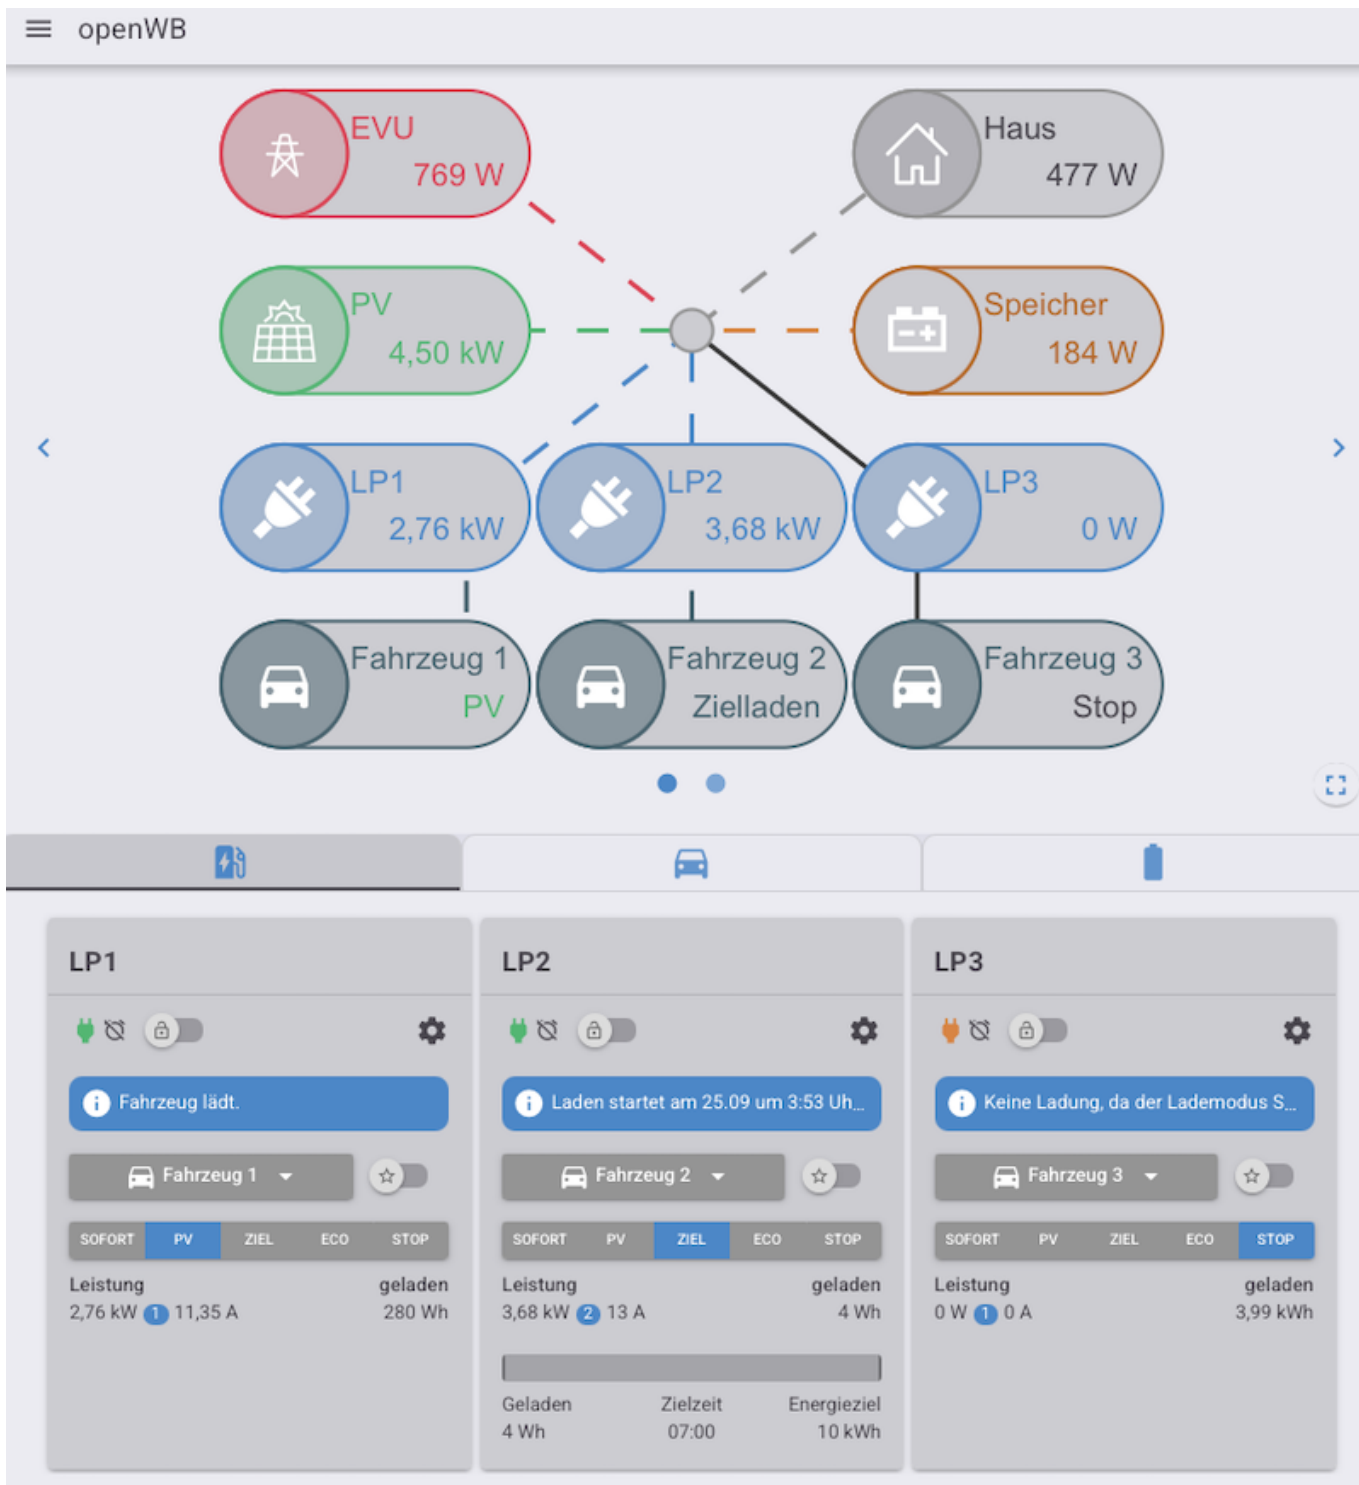 openWB
EVU
769 W
Haus
477 W
PV
4,50 kW
Speicher
184 W
LP1
2,76 kW
LP2
3,68 kW
LP3
0 W
Fahrzeug 1
PV
Fahrzeug 2
Zielladen
Fahrzeug 3
Stop
LP1
Fahrzeug lädt.
Fahrzeug 1
SOFORT PV ZIEL ECO STOP
Leistung geladen
2,76 kW 1 11,35 A 280 Wh
LP2
Laden startet am 25.09 um 3:53 Uh...
Fahrzeug 2
SOFORT PV ZIEL ECO STOP
Leistung geladen
3,68 kW 2 13 A 4 Wh
Geladen Zielzeit Energieziel
4 Wh 07:00 10 kWh
LP3
Keine Ladung, da der Lademodus S...
Fahrzeug 3
SOFORT PV ZIEL ECO STOP
Leistung geladen
0 W 1 0 A 3,99 kWh